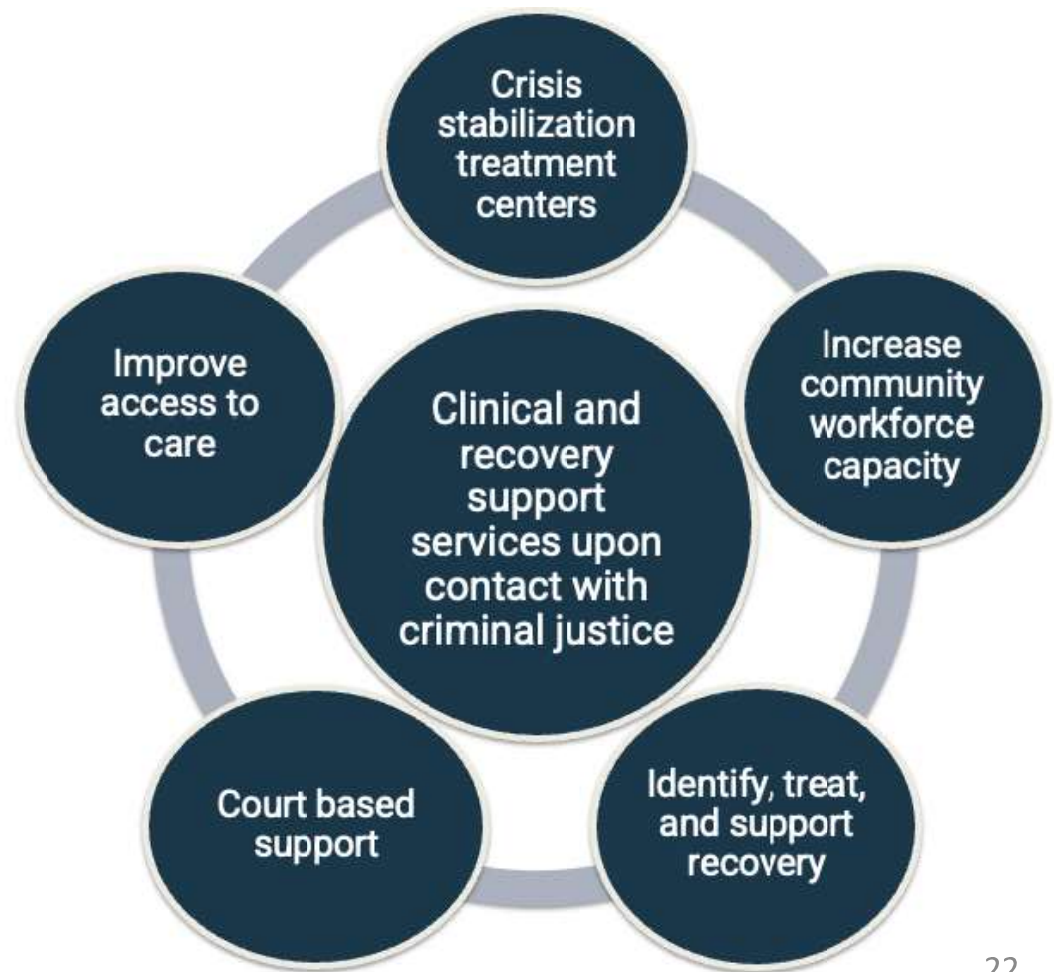 Crisis
stabilization
treatment
centers
Improve
access to
care
Increase
community
workforce
capacity
Clinical and
recovery
support
services upon
contact with
criminal justice
Court based
support
Identify, treat,
and support
recovery
22